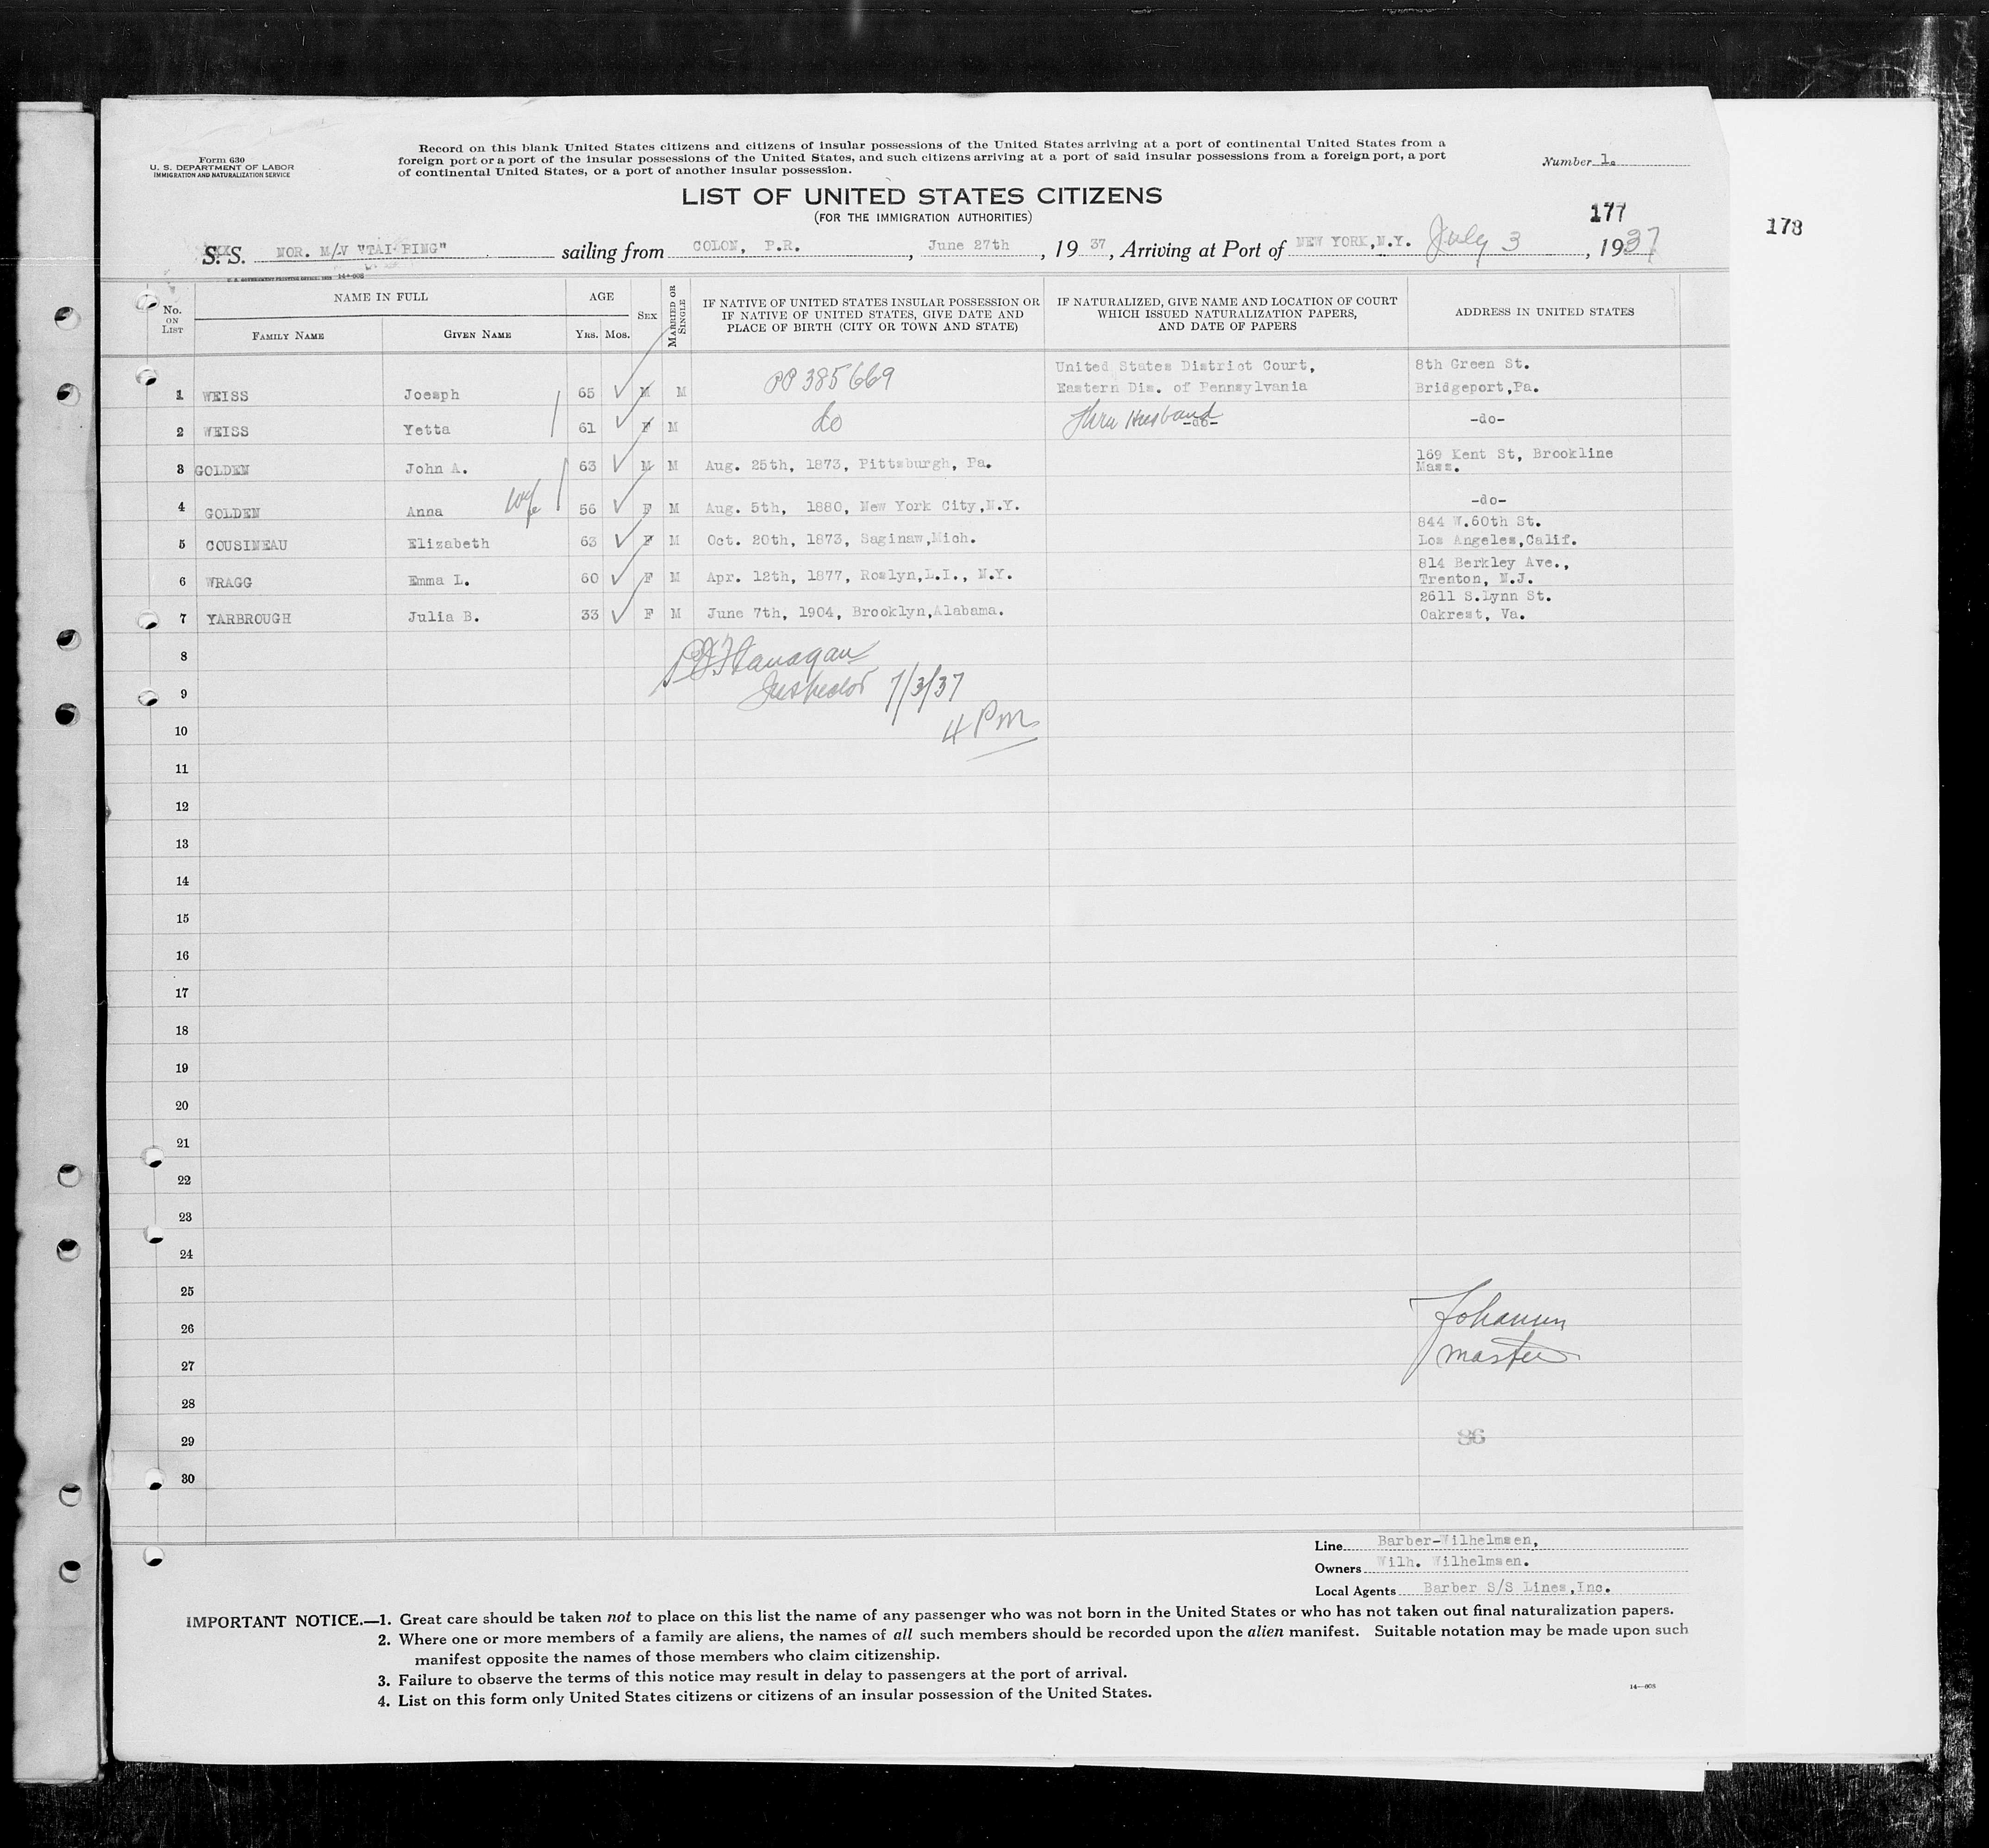 Form 630
U. S. DEPARTMENT OF LABOR
IMMIGRATION AND NATURALIZATION SERVICE
Record on this blank United States citizens and citizens of insular possessions of the United States arriving at a port of continental United States from a
foreign port or a port of the insular possessions of the United States, and such citizens arriving at a port of said insular possessions from a foreign port, a port
of continental United States, or a port of another insular possession.
Number 1.
LIST OF UNITED STATES CITIZENS
(FOR THE IMMIGRATION AUTHORITIES)
177
178
S. S. NOR. M/V "TAI PING" sailing from COLON, P.R. , June 27th , 19 37, Arriving at Port of NEW YORK,N.Y. July 3 , 1937
No. ON LIST
NAME IN FULL
FAMILY NAME GIVEN NAME
AGE
YRS. MOS.
SEX
MARRIED OR SINGLE
IF NATIVE OF UNITED STATES INSULAR POSSESSION OR
IF NATIVE OF UNITED STATES, GIVE DATE AND
PLACE OF BIRTH (CITY OR TOWN AND STATE)
IF NATURALIZED, GIVE NAME AND LOCATION OF COURT
WHICH ISSUED NATURALIZATION PAPERS,
AND DATE OF PAPERS
ADDRESS IN UNITED STATES
United States District Court, 8th Green St.
1 WEISS Joesph 65 M M PP 385669 Eastern Dis. of Pennsylvania Bridgeport,Pa.
2 WEISS Yetta 61 F M do Thru Husband -do- -do-
169 Kent St, Brookline
3 GOLDEN John A. 63 M M Aug. 25th, 1873, Pittsburgh, Pa. Mass.
4 GOLDEN Anna wife 56 F M Aug. 5th, 1880, New York City,N.Y. -do-
844 W.60th St.
5 COUSINEAU Elizabeth 63 F M Oct. 20th, 1873, Saginaw,Mich. Los Angeles,Calif.
814 Berkley Ave.,
6 WRAGG Emma L. 60 F M Apr. 12th, 1877, Roslyn,L.I., N.Y. Trenton, N.J.
2611 S.Lynn St.
7 YARBROUGH Julia B. 33 F M June 7th, 1904, Brooklyn,Alabama. Oakrest, Va.
8
Flanagan
9
Inspector 7/3/37
10
4 PM
11
12
13
14
15
16
17
18
19
20
21
22
23
24
25
26
Johansen
27
master
28
29
36
30
Line Barber-Wilhelmsen,
Owners Wilh. Wilhelmsen.
Local Agents Barber S/S Lines,Inc.
IMPORTANT NOTICE.—1. Great care should be taken not to place on this list the name of any passenger who was not born in the United States or who has not taken out final naturalization papers.
2. Where one or more members of a family are aliens, the names of all such members should be recorded upon the alien manifest. Suitable notation may be made upon such
manifest opposite the names of those members who claim citizenship.
3. Failure to observe the terms of this notice may result in delay to passengers at the port of arrival.
4. List on this form only United States citizens or citizens of an insular possession of the United States.
14—608